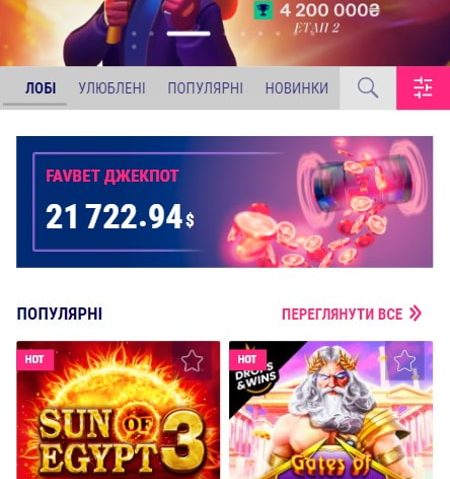 4 200 000₴
ЕТАП 2
ЛОБІ УЛЮБЛЕНІ ПОПУЛЯРНІ НОВИНКИ
FAVBET ДЖЕКПОТ
21 722.94$
ПОПУЛЯРНІ ПЕРЕГЛЯНУТИ ВСЕ
HOT HOT
DROPS
&WINS
SUN OF
EGYPT 3
Gates of